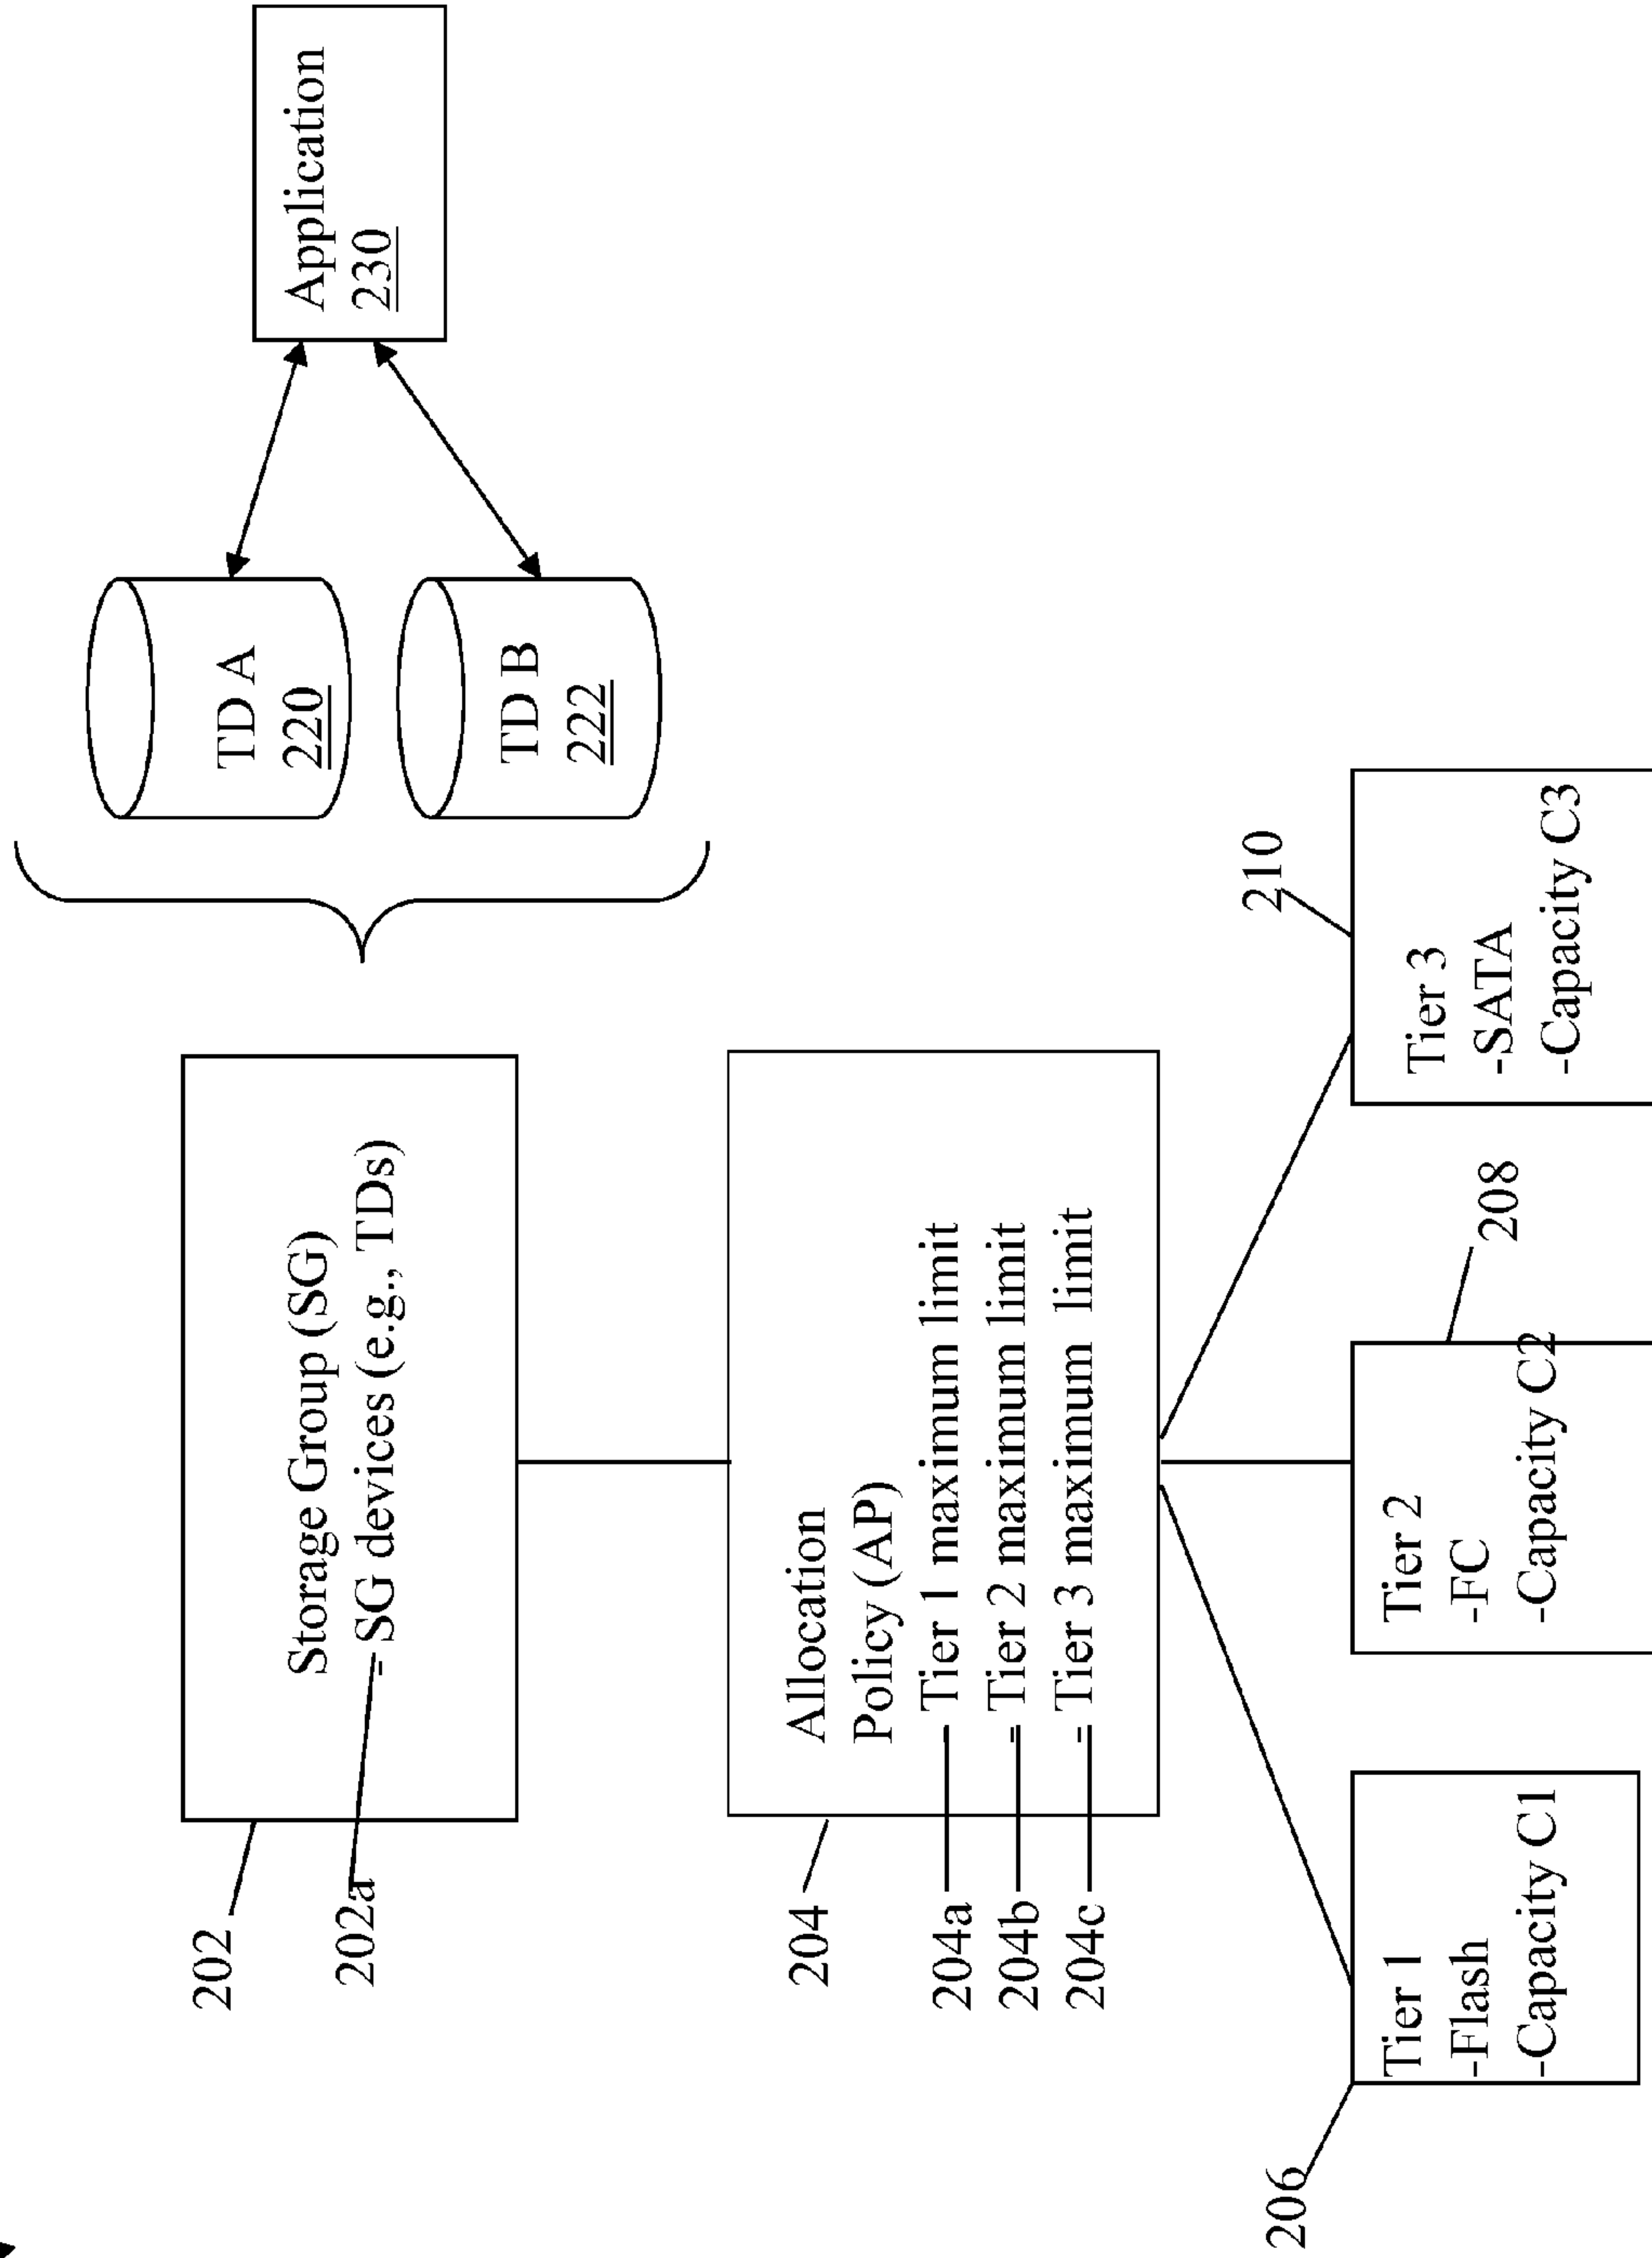 202
Storage Group (SG)
202a
- SG devices (e.g., TDs)
TD A
220
TD B
222
Application
230
204
Allocation
Policy (AP)
204a
- Tier 1 maximum limit
204b
- Tier 2 maximum limit
204c
- Tier 3 maximum limit
206
Tier 1
-Flash
-Capacity C1
208
Tier 2
-FC
-Capacity C2
210
Tier 3
-SATA
-Capacity C3